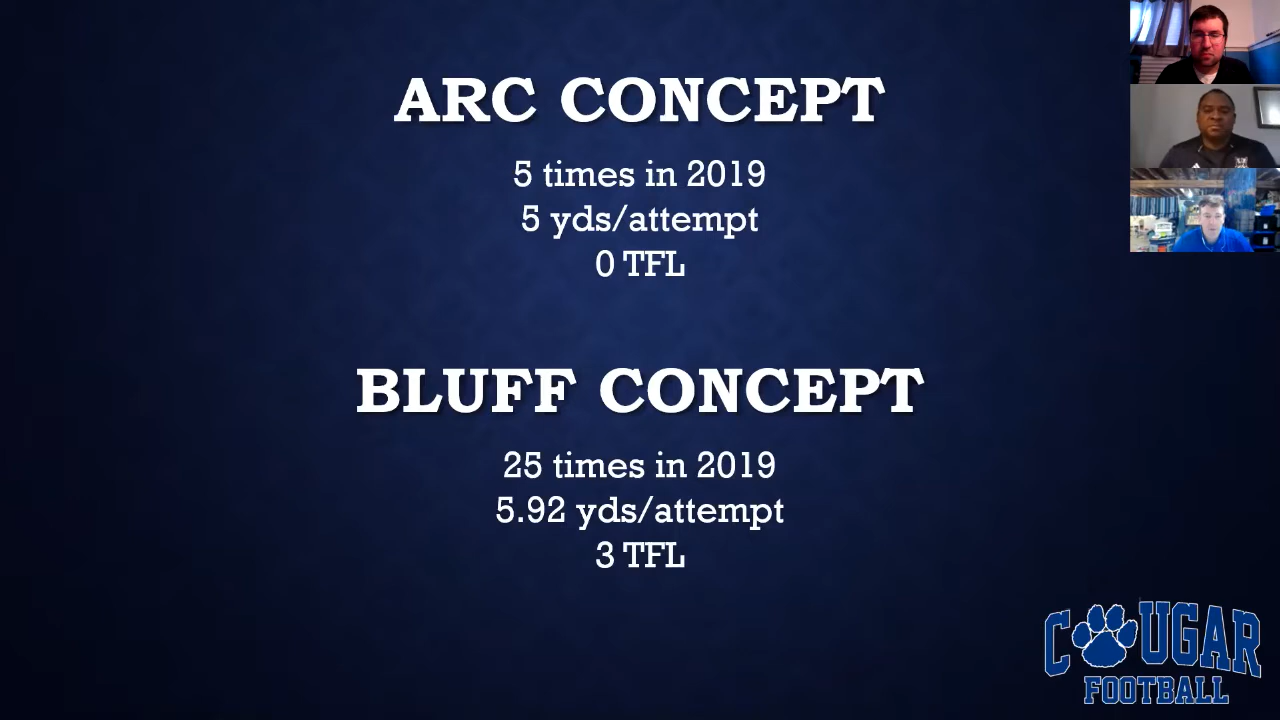 ARC CONCEPT
5 times in 2019
5 yds/attempt
0 TFL
BLUFF CONCEPT
25 times in 2019
5.92 yds/attempt
3 TFL
COUGAR
FOOTBALL